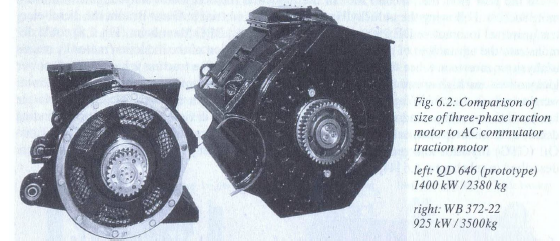 Fig. 6.2: Comparison of
size of three-phase traction
motor to AC commutator
traction motor
left: QD 646 (prototype)
1400 kW / 2380 kg
right: WB 372-22
925 kW / 3500kg